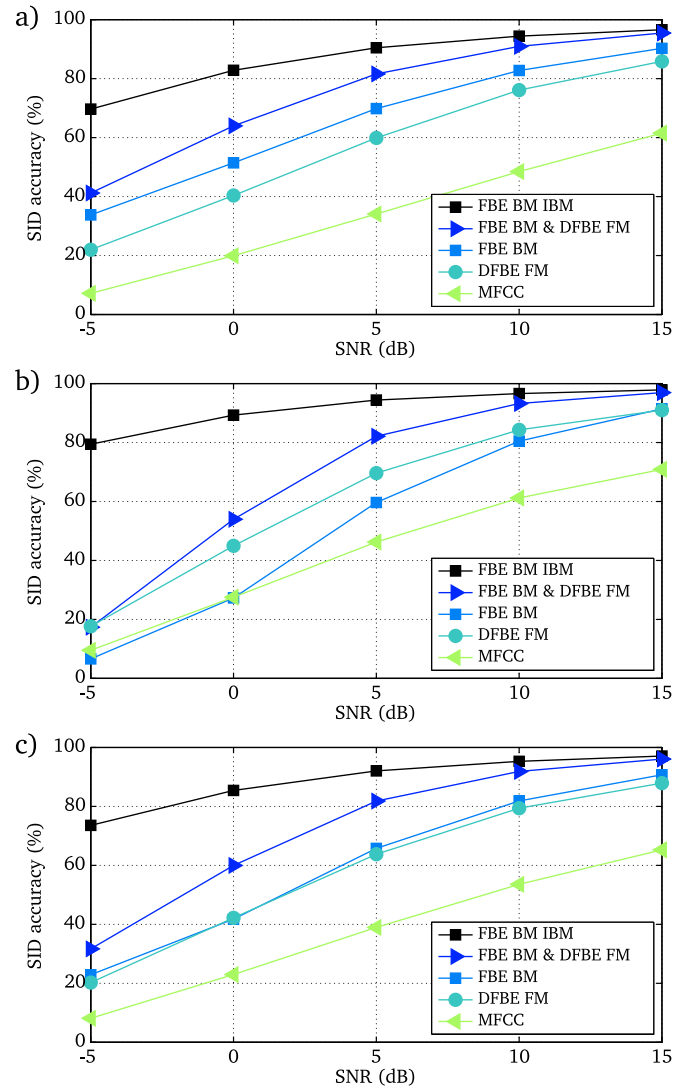 a)
100
80
60
40
20
0
SID accuracy (%)
FBE BM IBM
FBE BM & DFBE FM
FBE BM
DFBE FM
MFCC
-5 0 5 10 15
SNR (dB)
b)
100
80
60
40
20
0
SID accuracy (%)
FBE BM IBM
FBE BM & DFBE FM
FBE BM
DFBE FM
MFCC
-5 0 5 10 15
SNR (dB)
c)
100
80
60
40
20
0
SID accuracy (%)
FBE BM IBM
FBE BM & DFBE FM
FBE BM
DFBE FM
MFCC
-5 0 5 10 15
SNR (dB)